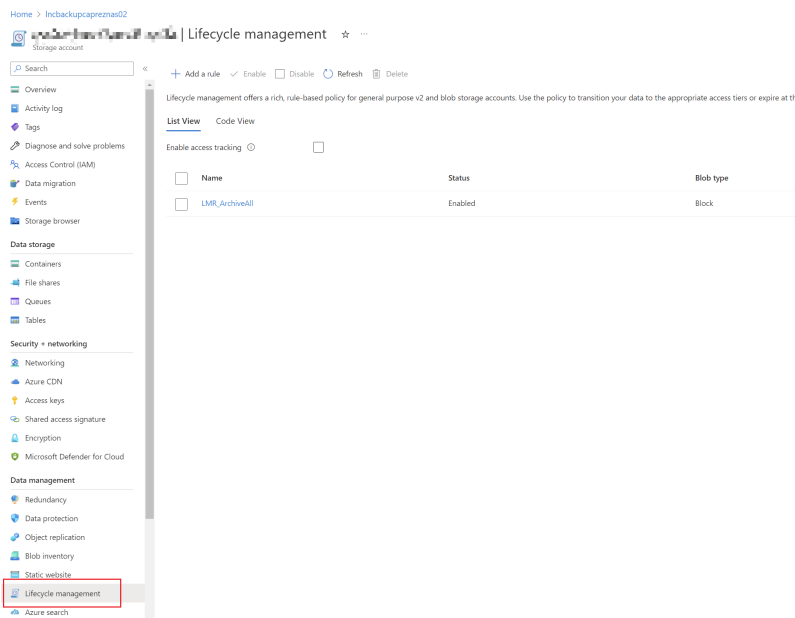 Home > lncbackupcapreznas02
| Lifecycle management
Storage account
Search
Overview
Activity log
Tags
Diagnose and solve problems
Access Control (IAM)
Data migration
Events
Storage browser
Data storage
Containers
File shares
Queues
Tables
Security + networking
Networking
Azure CDN
Access keys
Shared access signature
Encryption
Microsoft Defender for Cloud
Data management
Redundancy
Data protection
Object replication
Blob inventory
Static website
Lifecycle management
Azure search
Add a rule Enable Disable Refresh Delete
Lifecycle management offers a rich, rule-based policy for general purpose v2 and blob storage accounts. Use the policy to transition your data to the appropriate access tiers or expire at th
List View Code View
Enable access tracking
Name Status Blob type
LMR_ArchiveAll Enabled Block